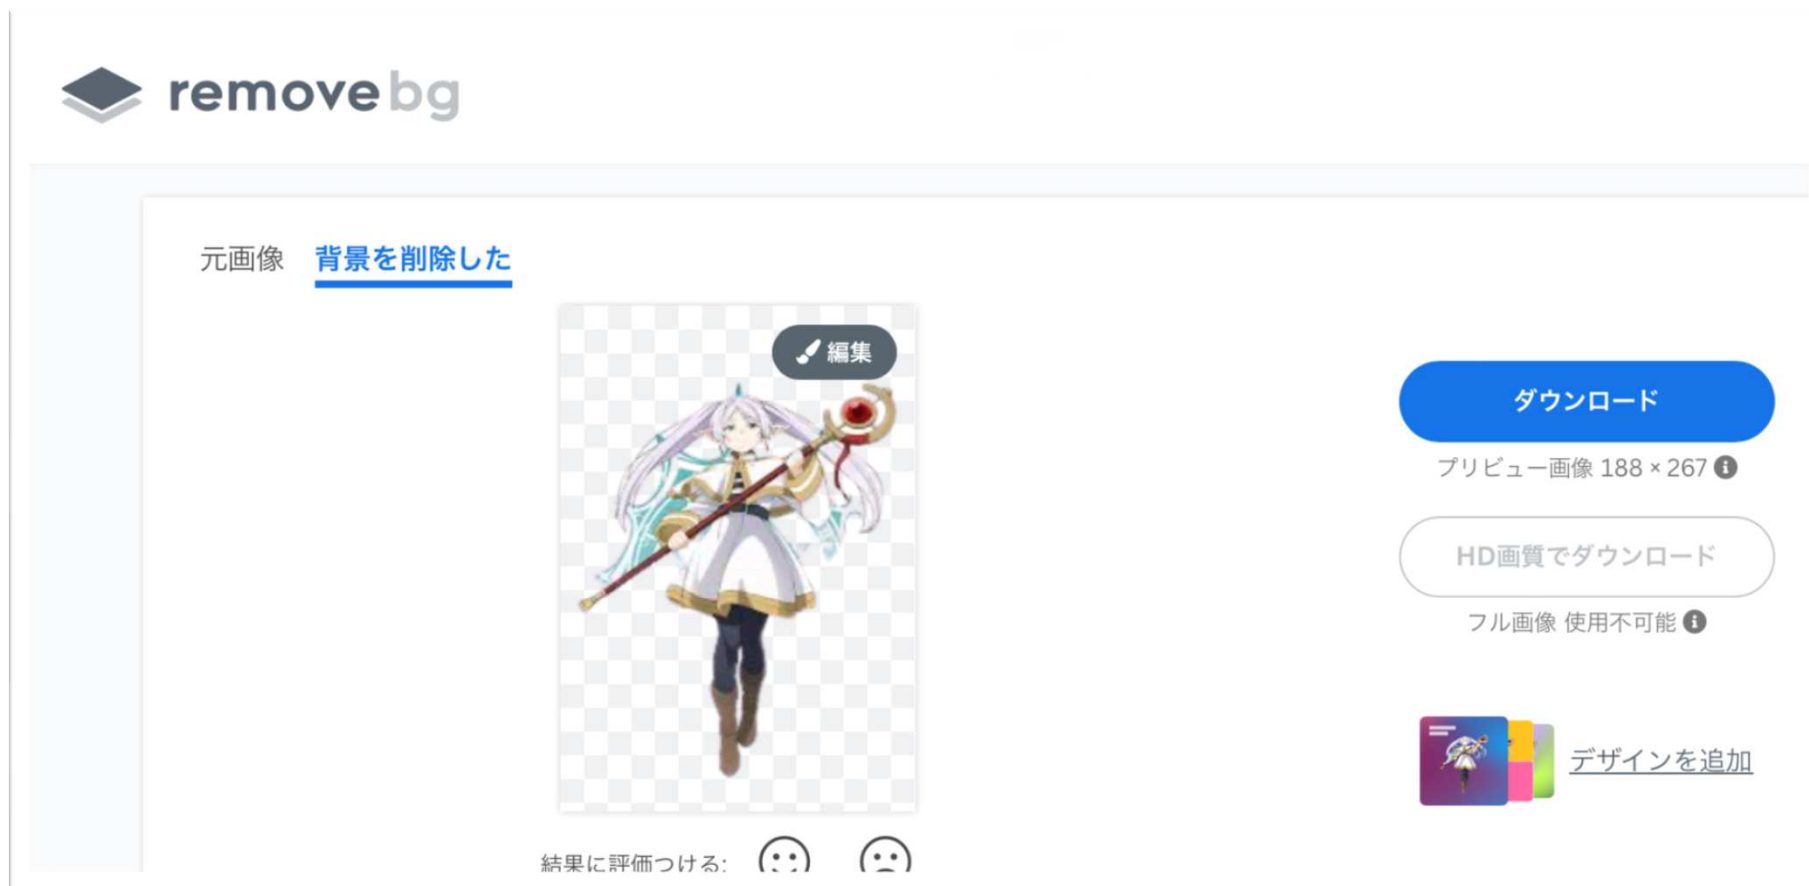 removebg
元画像 背景を削除した
編集
ダウンロード
プリビュー画像 188 × 267
HD画質でダウンロード
フル画像 使用不可能
デザインを追加
結果に評価つける: